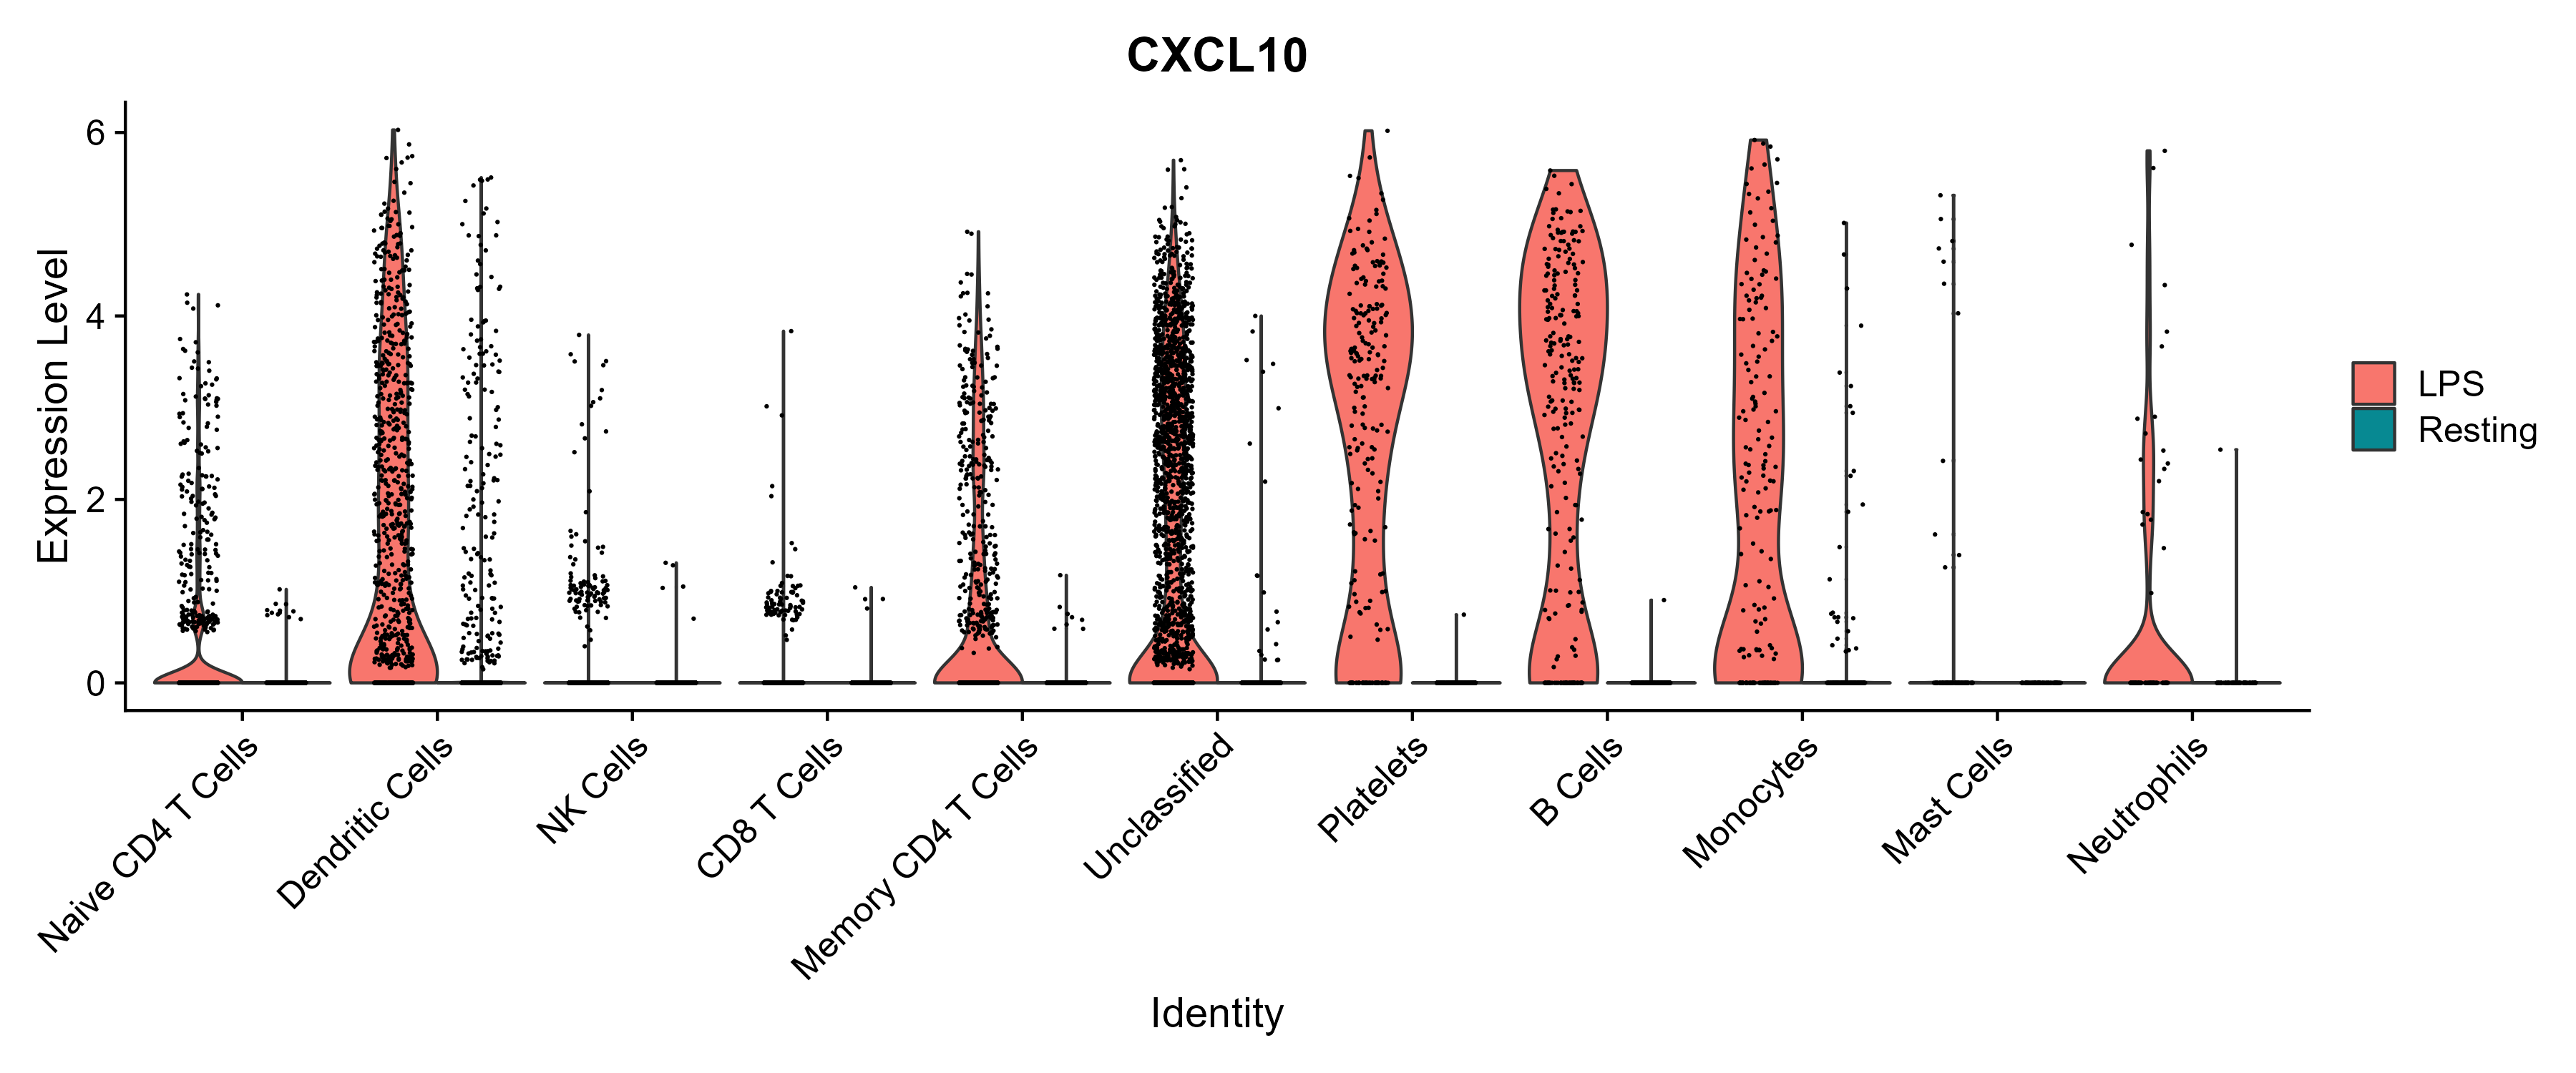 CXCL10
Expression Level
6
4
2
0
Naive CD4 T Cells
Dendritic Cells
NK Cells
CD8 T Cells
Memory CD4 T Cells
Unclassified
Platelets
B Cells
Monocytes
Mast Cells
Neutrophils
Identity
LPS
Resting